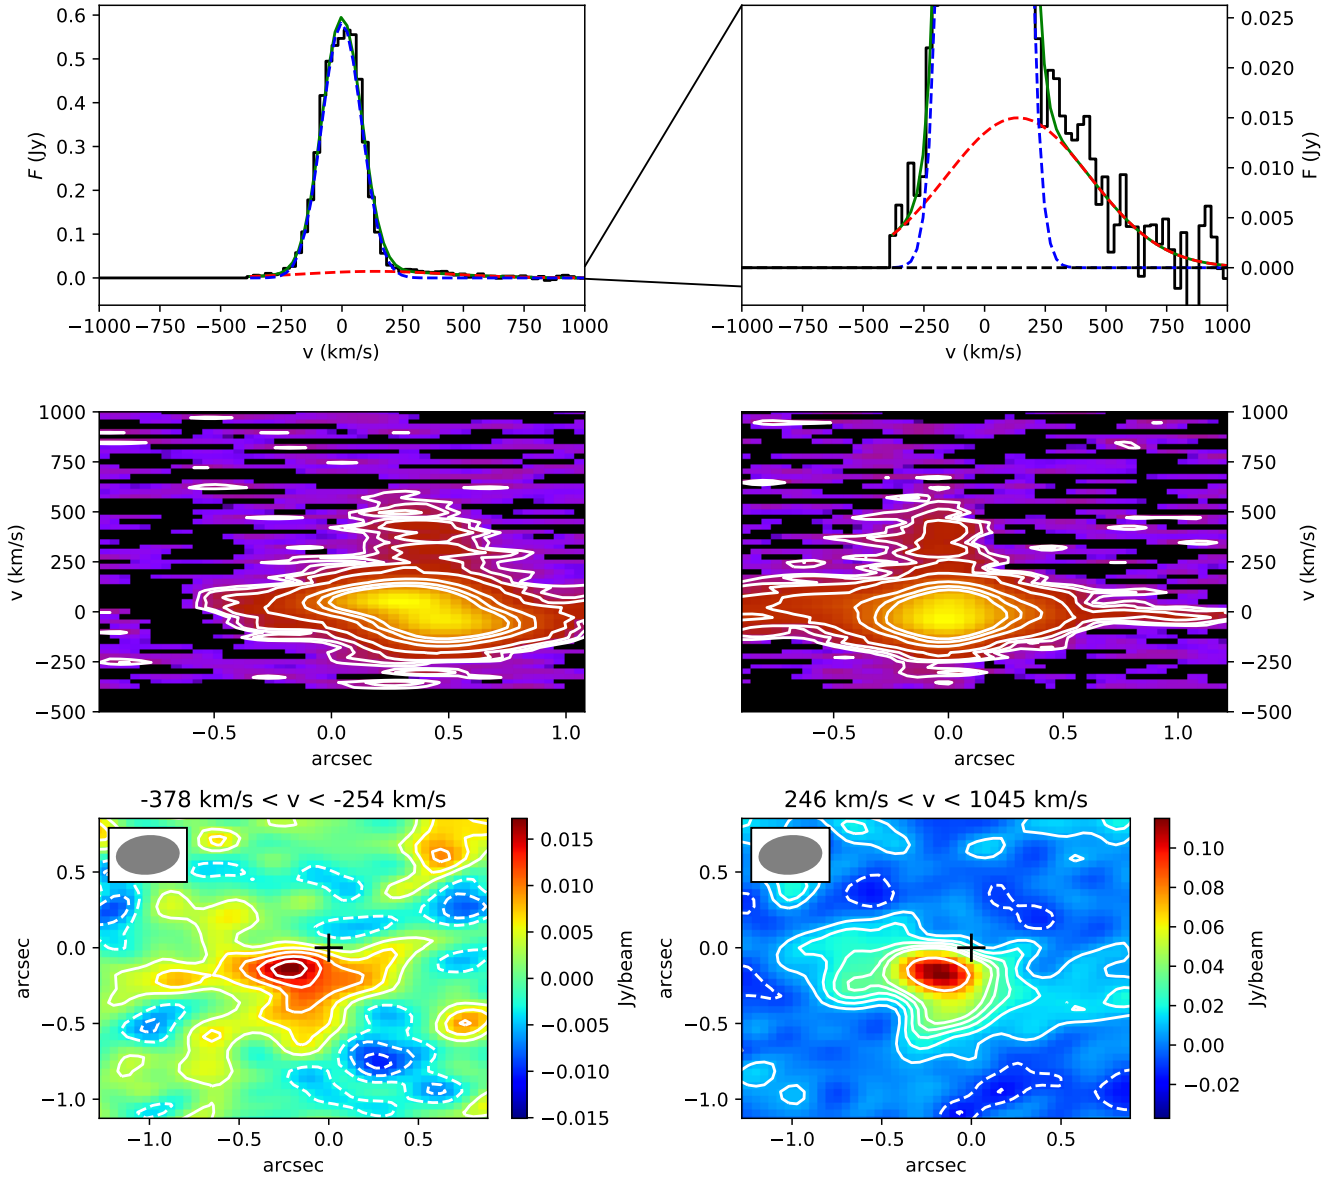 0.6
0.5
0.4
0.3
0.2
0.1
0.0
F (Jy)
−1000 −750 −500 −250 0 250 500 750 1000
v (km/s)
0.025
0.020
0.015
0.010
0.005
0.000
F (Jy)
−1000 −750 −500 −250 0 250 500 750 1000
v (km/s)
1000
750
500
250
0
−250
−500
v (km/s)
−0.5 0.0 0.5 1.0
arcsec
1000
750
500
250
0
−250
−500
v (km/s)
−0.5 0.0 0.5 1.0
arcsec
-378 km/s < v < -254 km/s
0.5
0.0
−0.5
−1.0
arcsec
−1.0 −0.5 0.0 0.5
arcsec
0.015
0.010
0.005
0.000
−0.005
−0.010
−0.015
Jy/beam
246 km/s < v < 1045 km/s
0.5
0.0
−0.5
−1.0
arcsec
−1.0 −0.5 0.0 0.5
arcsec
0.10
0.08
0.06
0.04
0.02
0.00
−0.02
Jy/beam